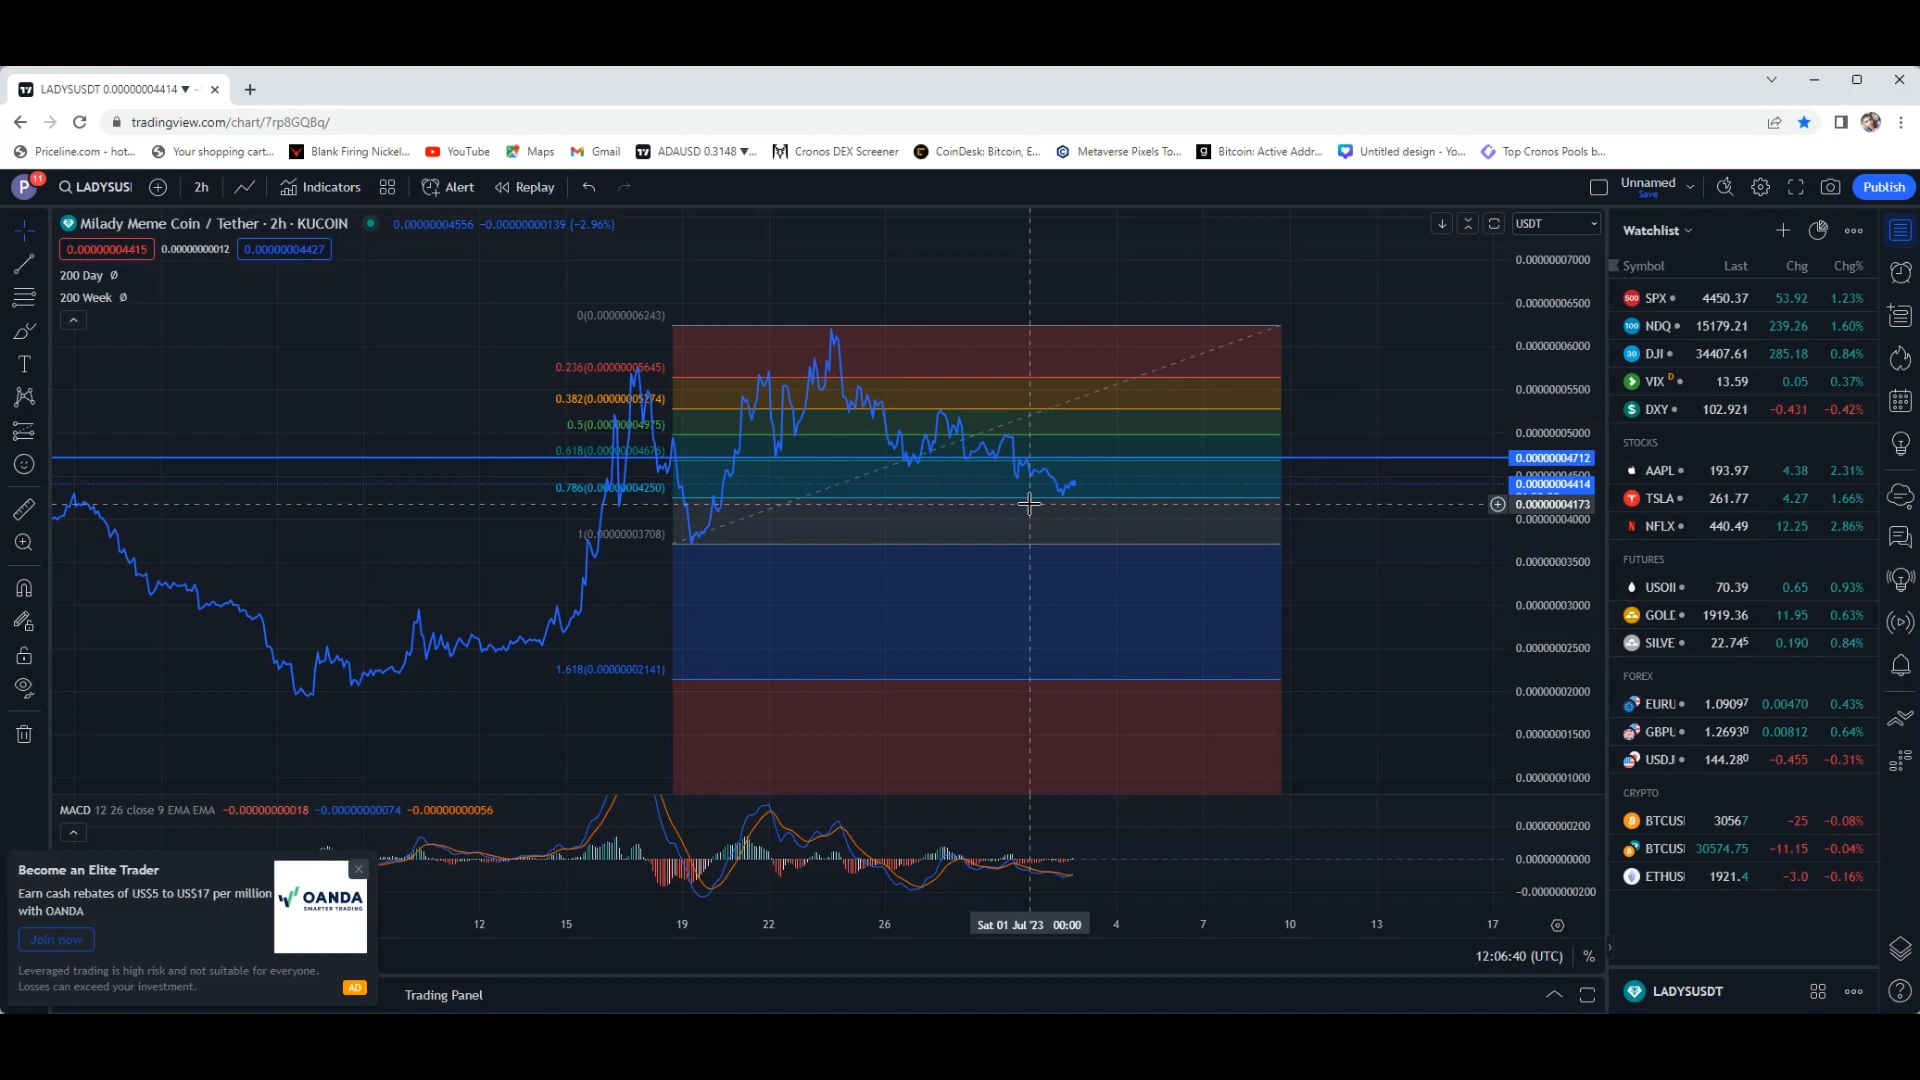 LADYSUSDT 0.00000004414 ▼ -
tradingview.com/chart/7rp8GQBq/
Priceline.com - hot... Your shopping cart... Blank Firing Nickel... YouTube Maps Gmail ADAUSD 0.3148 ▼... Cronos DEX Screener CoinDesk: Bitcoin, E... Metaverse Pixels To... Bitcoin: Active Addr... Untitled design - Yo... Top Cronos Pools b...
P 11 LADYSUSI 2h Indicators Alert Replay Unnamed Save Publish
Milady Meme Coin / Tether · 2h · KUCOIN 0.00000004556 −0.00000000139 (−2.96%) USDT
0.00000004415 0.00000000012 0.00000004427
200 Day Ø
200 Week Ø
0(0.00000006243)
0.236(0.00000005645)
0.382(0.00000005274)
0.5(0.00000004975)
0.618(0.00000004676)
0.786(0.00000004250)
1(0.00000003708)
1.618(0.00000002141)
0.00000007000
0.00000006500
0.00000006000
0.00000005500
0.00000005000
0.00000004712
0.00000004500
0.00000004414
0.00000004173
0.00000004000
0.00000003500
0.00000003000
0.00000002500
0.00000002000
0.00000001500
0.00000001000
MACD 12 26 close 9 EMA EMA −0.00000000018 −0.00000000074 −0.00000000056
0.00000000200
0.00000000000
−0.00000000200
12 15 19 22 26 Sat 01 Jul '23 00:00 4 7 10 13 17
12:06:40 (UTC) %
Trading Panel
Become an Elite Trader
Earn cash rebates of US$5 to US$17 per million
with OANDA
Join now
OANDA
SMARTER TRADING
Leveraged trading is high risk and not suitable for everyone.
Losses can exceed your investment.
AD
Watchlist
Symbol Last Chg Chg%
500 SPX 4450.37 53.92 1.23%
100 NDQ 15179.21 239.26 1.60%
30 DJI 34407.61 285.18 0.84%
VIX D 13.59 0.05 0.37%
DXY 102.921 −0.431 −0.42%
STOCKS
AAPL 193.97 4.38 2.31%
TSLA 261.77 4.27 1.66%
NFLX 440.49 12.25 2.86%
FUTURES
USOII 70.39 0.65 0.93%
GOLD 1919.36 11.95 0.63%
SILVE 22.745 0.190 0.84%
FOREX
EURU 1.09097 0.00470 0.43%
GBPU 1.26930 0.00812 0.64%
USDJ 144.280 −0.455 −0.31%
CRYPTO
BTCUSI 30567 −25 −0.08%
BTCUSI 30574.75 −11.15 −0.04%
ETHUSI 1921.4 −3.0 −0.16%
LADYSUSDT